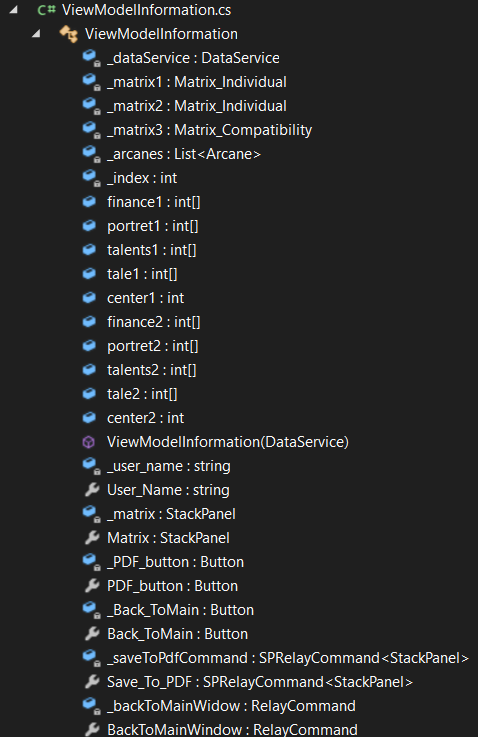 C# ViewModelInformation.cs
ViewModelInformation
_dataService : DataService
_matrix1 : Matrix_Individual
_matrix2 : Matrix_Individual
_matrix3 : Matrix_Compatibility
_arcanes : List<Arcane>
_index : int
finance1 : int[]
portret1 : int[]
talents1 : int[]
tale1 : int[]
center1 : int
finance2 : int[]
portret2 : int[]
talents2 : int[]
tale2 : int[]
center2 : int
ViewModelInformation(DataService)
_user_name : string
User_Name : string
_matrix : StackPanel
Matrix : StackPanel
_PDF_button : Button
PDF_button : Button
_Back_ToMain : Button
Back_ToMain : Button
_saveToPdfCommand : SPRelayCommand<StackPanel>
Save_To_PDF : SPRelayCommand<StackPanel>
_backToMainWidow : RelayCommand
BackToMainWindow : RelayCommand